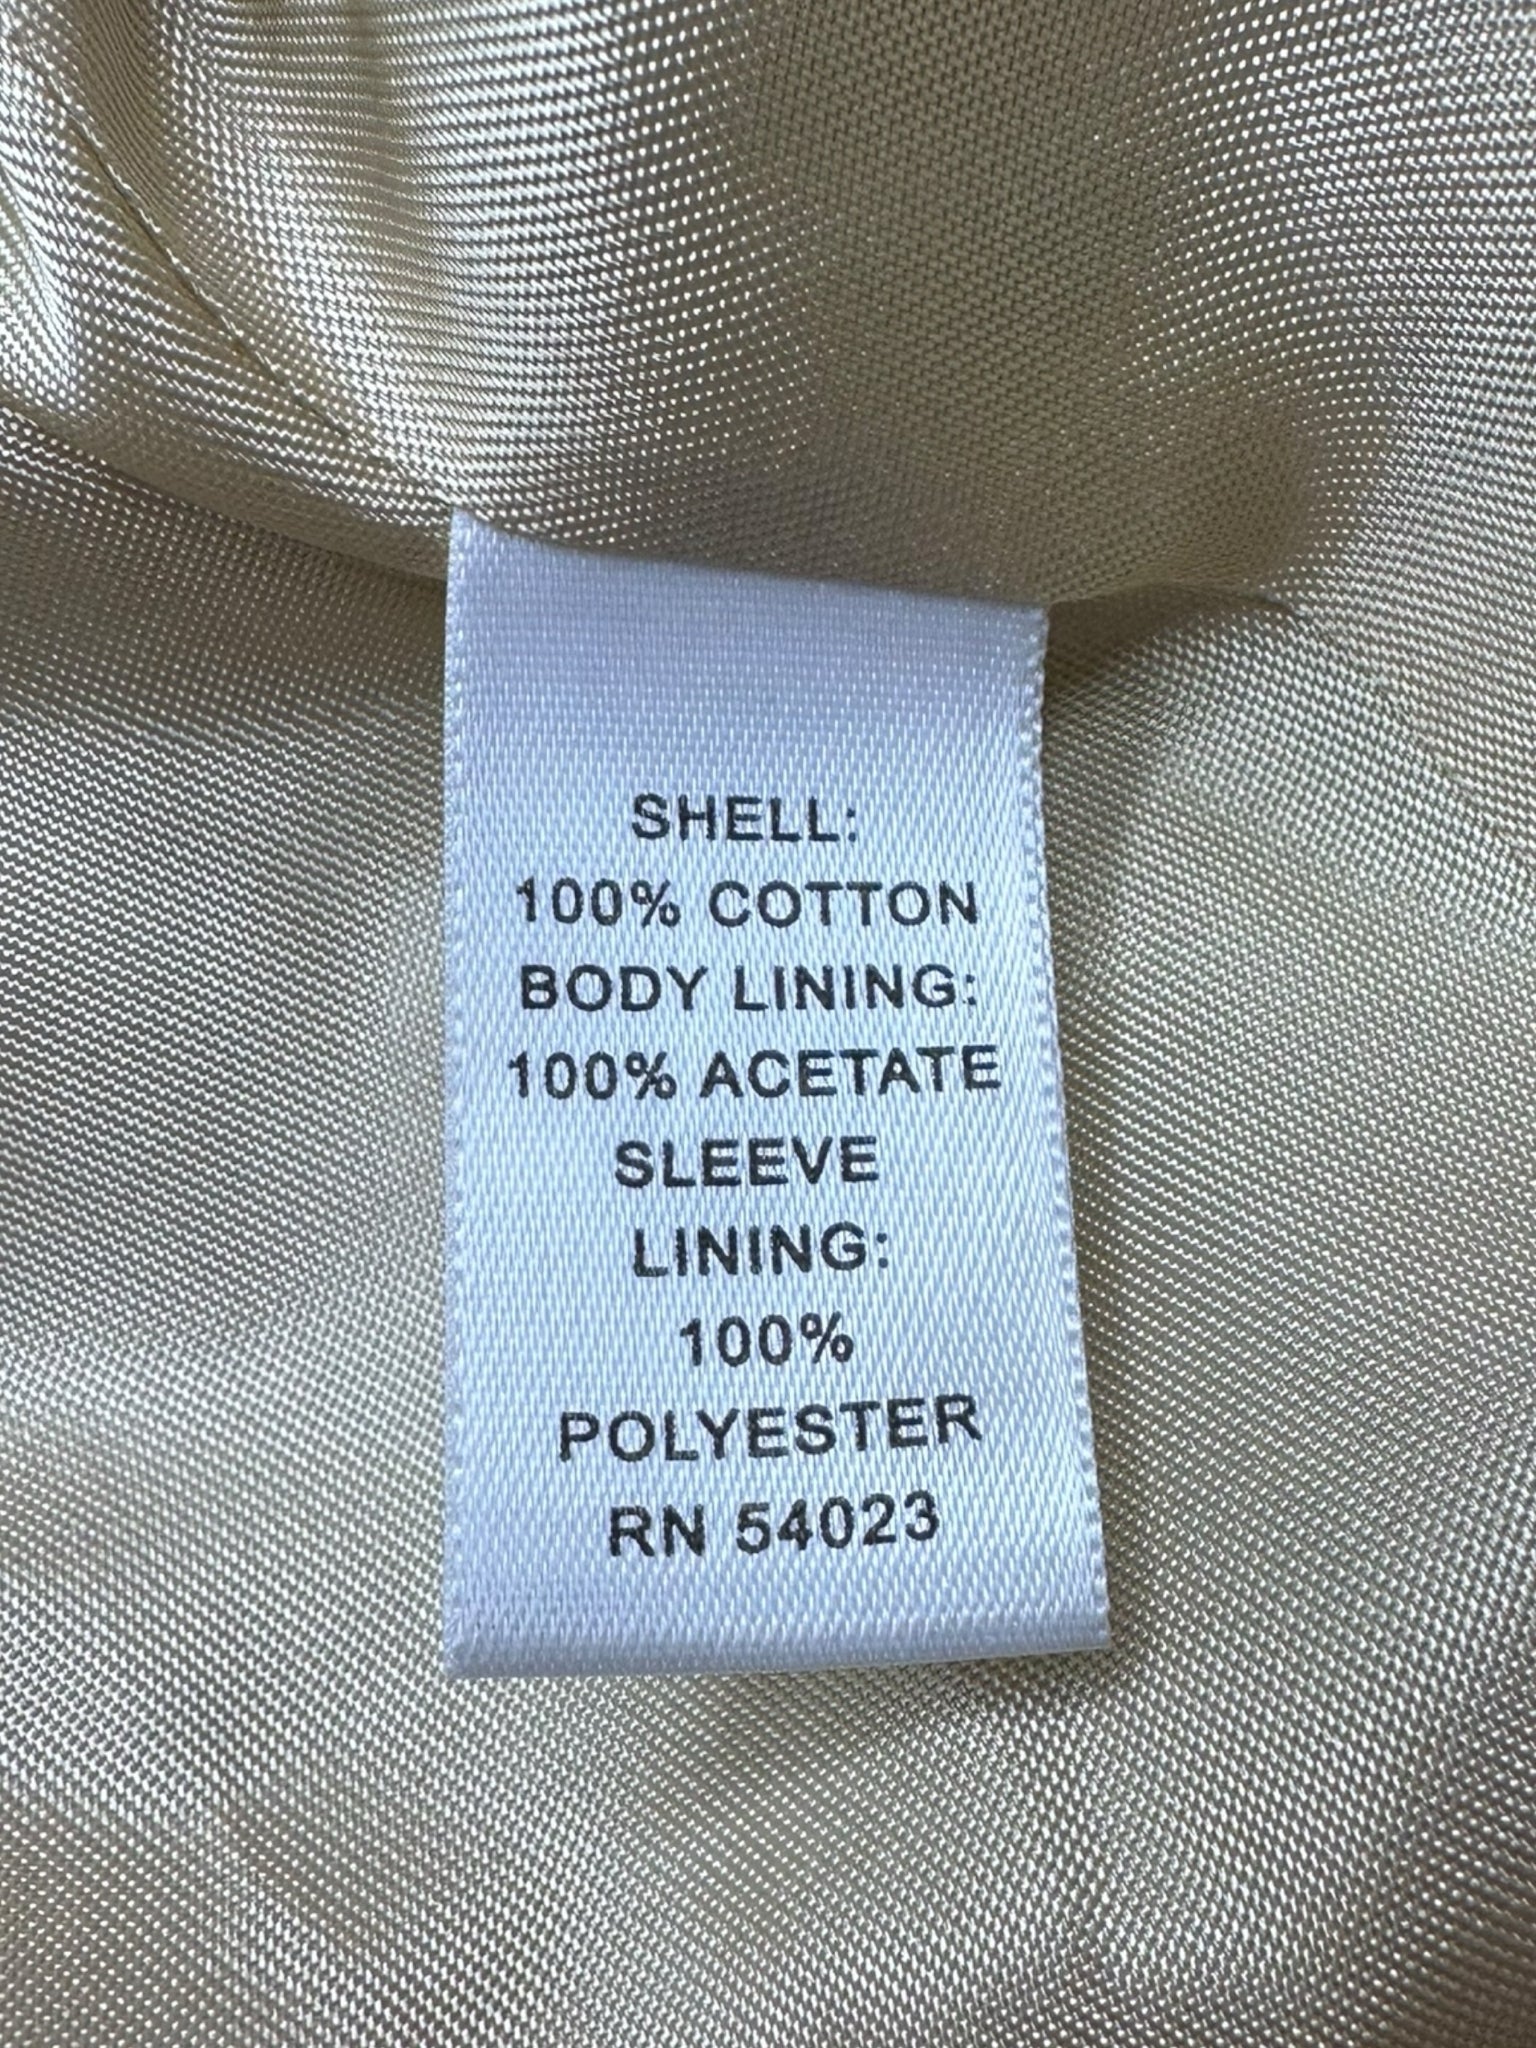 SHELL:
100% COTTON
BODY LINING:
100% ACETATE
SLEEVE
LINING:
100%
POLYESTER
RN 54023